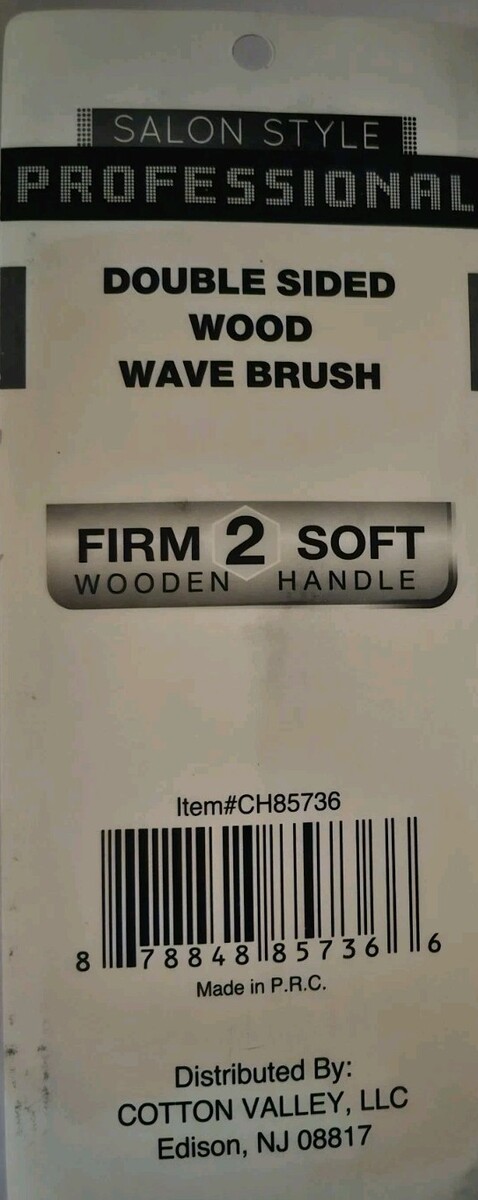 SALON STYLE
PROFESSIONAL
DOUBLE SIDED
WOOD
WAVE BRUSH
FIRM 2 SOFT
WOODEN HANDLE
Item#CH85736
8 78848 85736 6
Made in P.R.C.
Distributed By:
COTTON VALLEY, LLC
Edison, NJ 08817